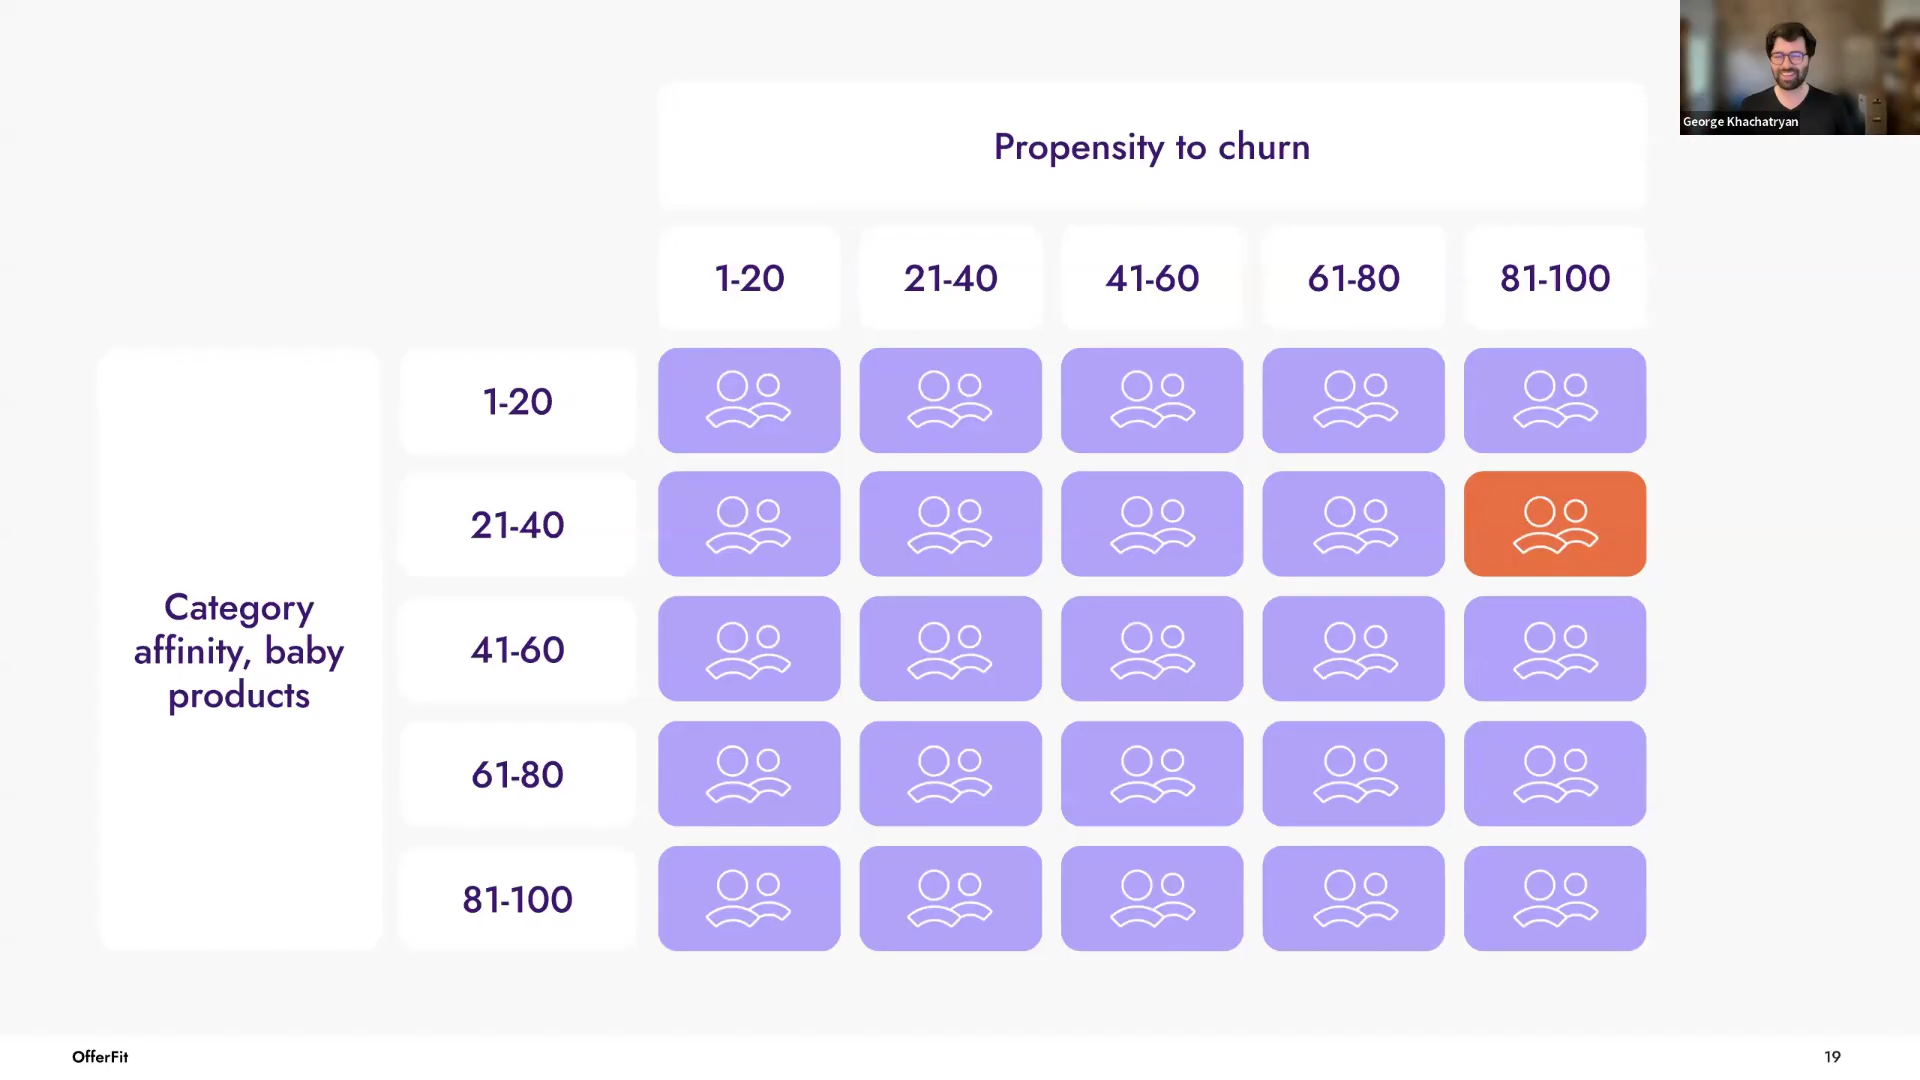 George Khachatryan
Propensity to churn
1-20
21-40
41-60
61-80
81-100
Category
affinity, baby
products
1-20
21-40
41-60
61-80
81-100
OfferFit
19